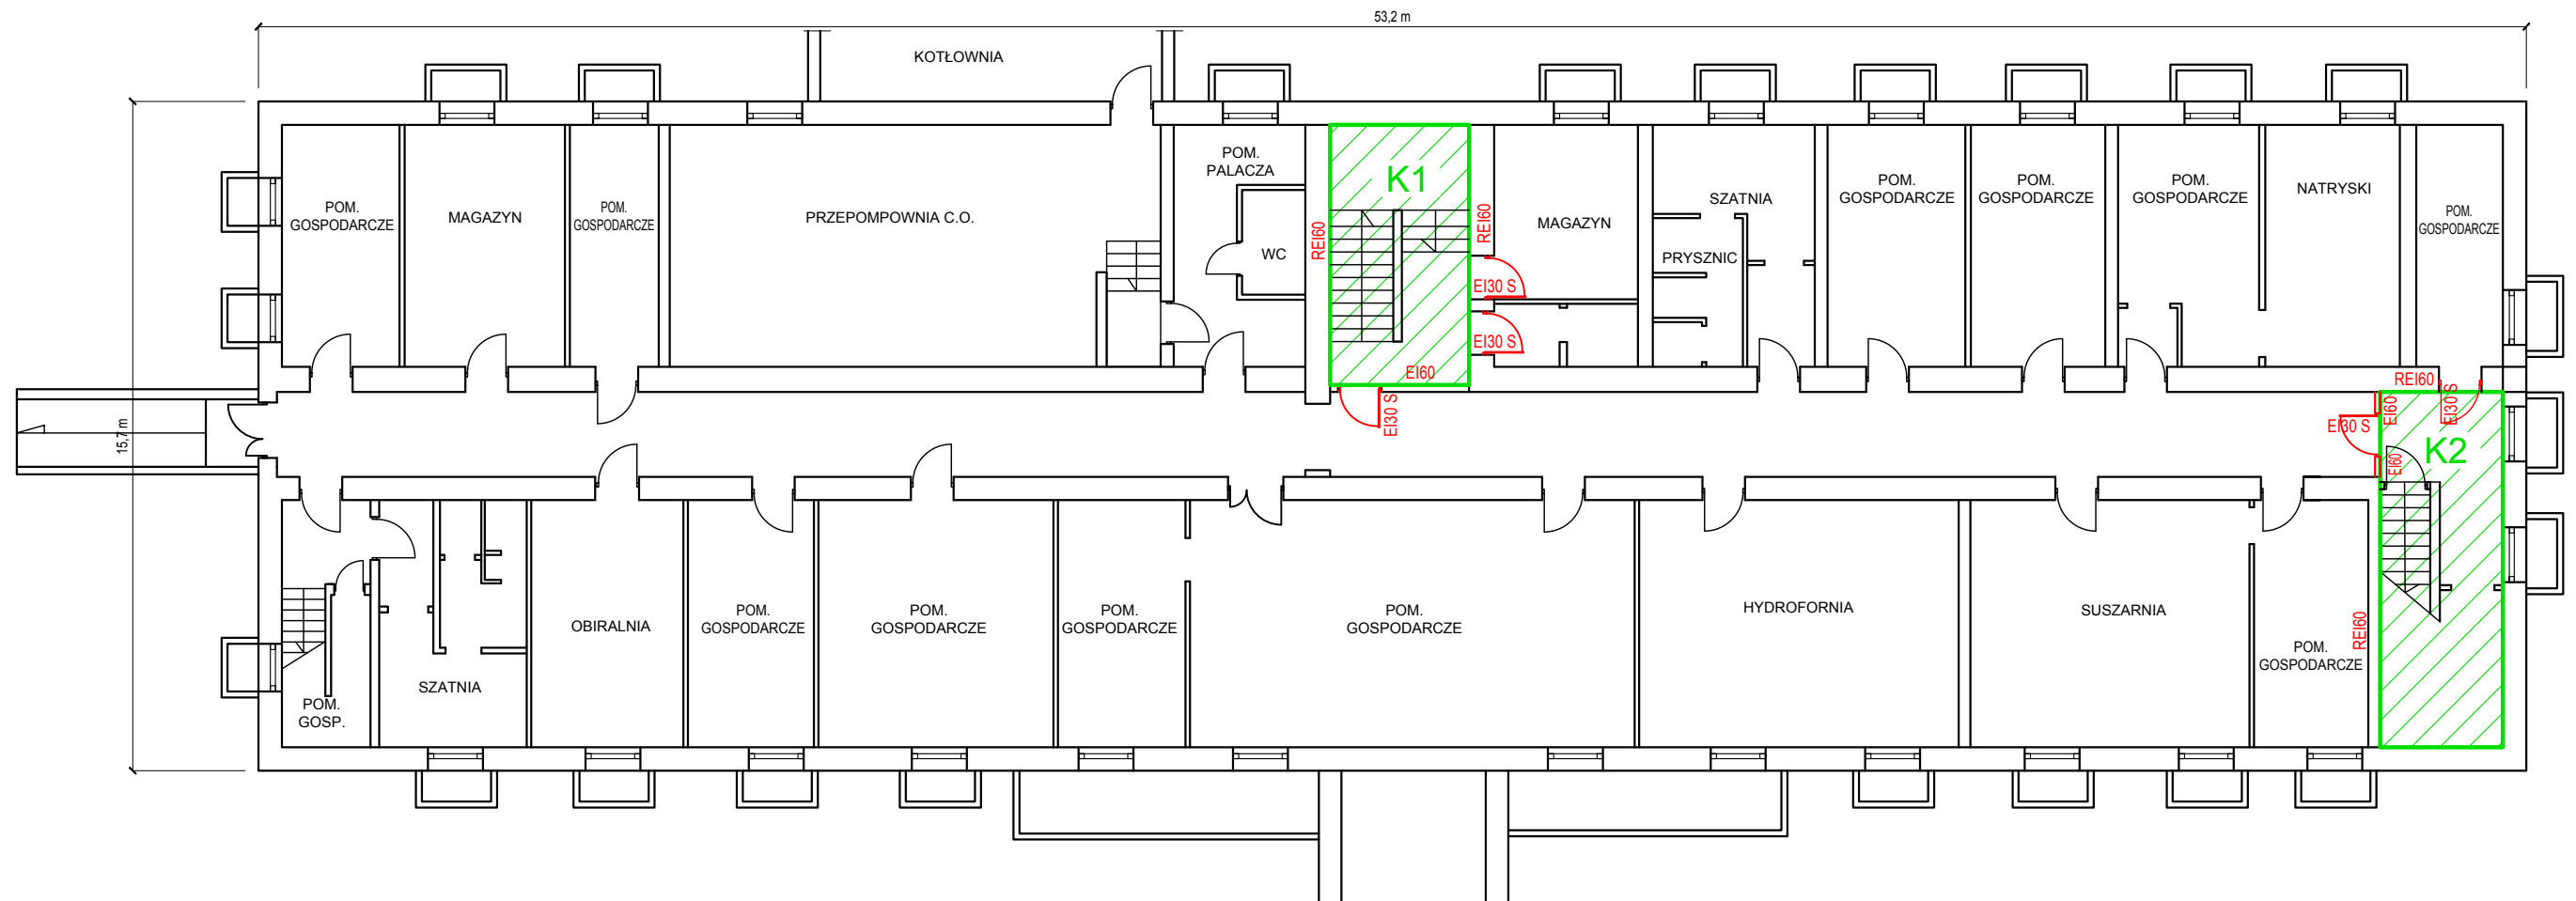 53,2 m
KOTŁOWNIA
15,7 m
POM.
GOSPODARCZE
MAGAZYN
POM.
GOSPODARCZE
PRZEPOMPOWNIA C.O.
POM.
PALACZA
WC
REI60
K1
REI60
EI30 S
EI30 S
EI60
EI30 S
MAGAZYN
SZATNIA
PRYSZNIC
POM.
GOSPODARCZE
POM.
GOSPODARCZE
POM.
GOSPODARCZE
NATRYSKI
POM.
GOSPODARCZE
REI60
EI60
EI30 S
EI30 S
K2
EI60
REI60
POM.
GOSP.
SZATNIA
OBIRALNIA
POM.
GOSPODARCZE
POM.
GOSPODARCZE
POM.
GOSPODARCZE
POM.
GOSPODARCZE
HYDROFORNIA
SUSZARNIA
POM.
GOSPODARCZE